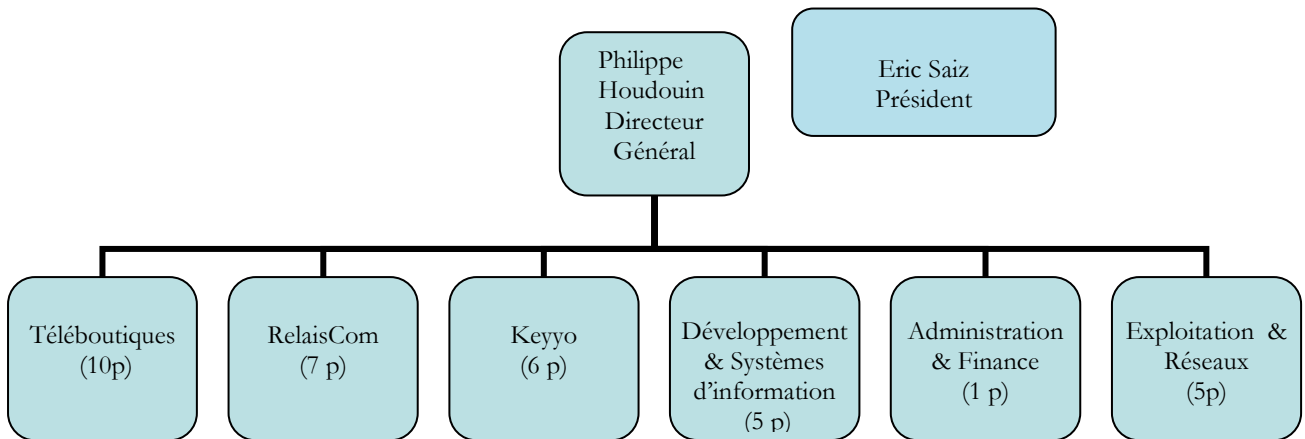 Philippe
Houdouin
Directeur
Général
Eric Saiz
Président
Téléboutiques
(10p)
RelaisCom
(7 p)
Keyyo
(6 p)
Développement
& Systèmes
d’information
(5 p)
Administration
& Finance
(1 p)
Exploitation &
Réseaux
(5p)